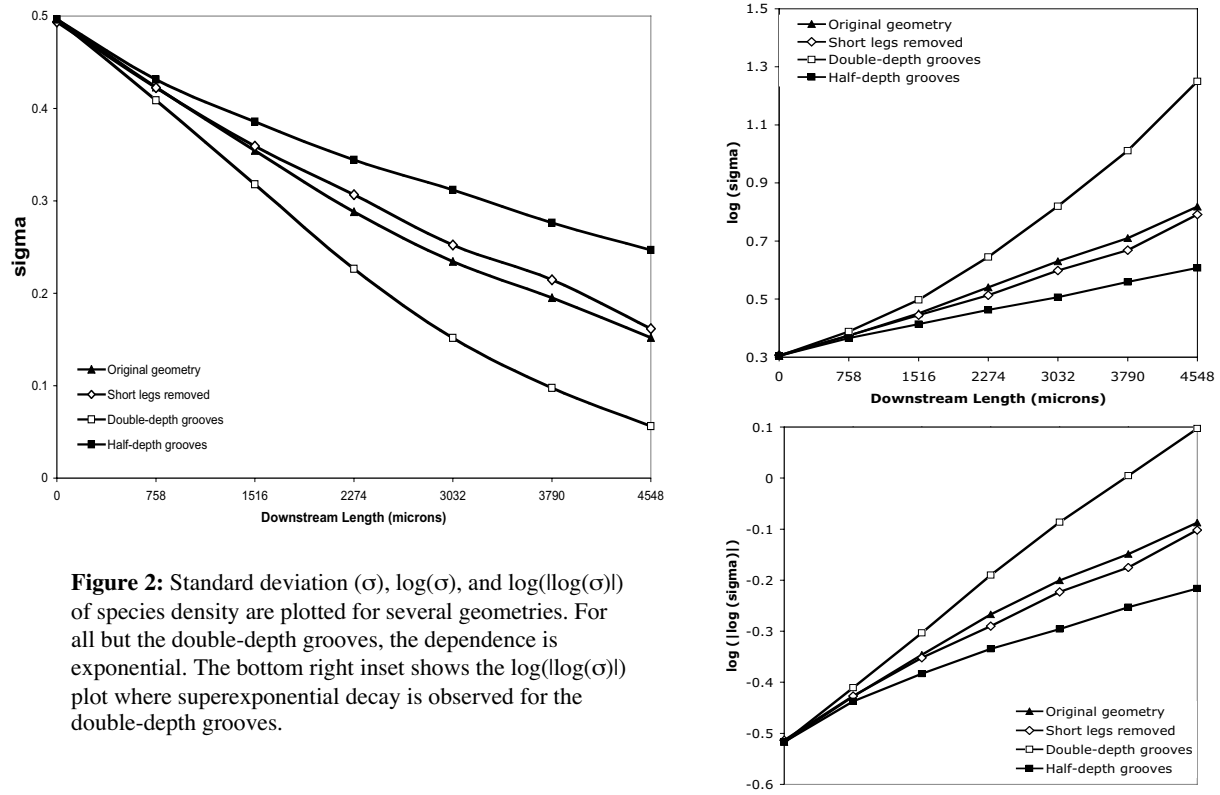 0.5
0.4
0.3
0.2
0.1
0
sigma
0 758 1516 2274 3032 3790 4548
Downstream Length (microns)
Original geometry
Short legs removed
Double-depth grooves
Half-depth grooves
Figure 2: Standard deviation (σ), log(σ), and log(|log(σ)|)
of species density are plotted for several geometries. For
all but the double-depth grooves, the dependence is
exponential. The bottom right inset shows the log(|log(σ)|)
plot where superexponential decay is observed for the
double-depth grooves.
1.5
1.3
1.1
0.9
0.7
0.5
0.3
log (sigma)
Original geometry
Short legs removed
Double-depth grooves
Half-depth grooves
0 758 1516 2274 3032 3790 4548
Downstream Length (microns)
0.1
0
-0.1
-0.2
-0.3
-0.4
-0.5
-0.6
log (|log (sigma)|)
Original geometry
Short legs removed
Double-depth grooves
Half-depth grooves